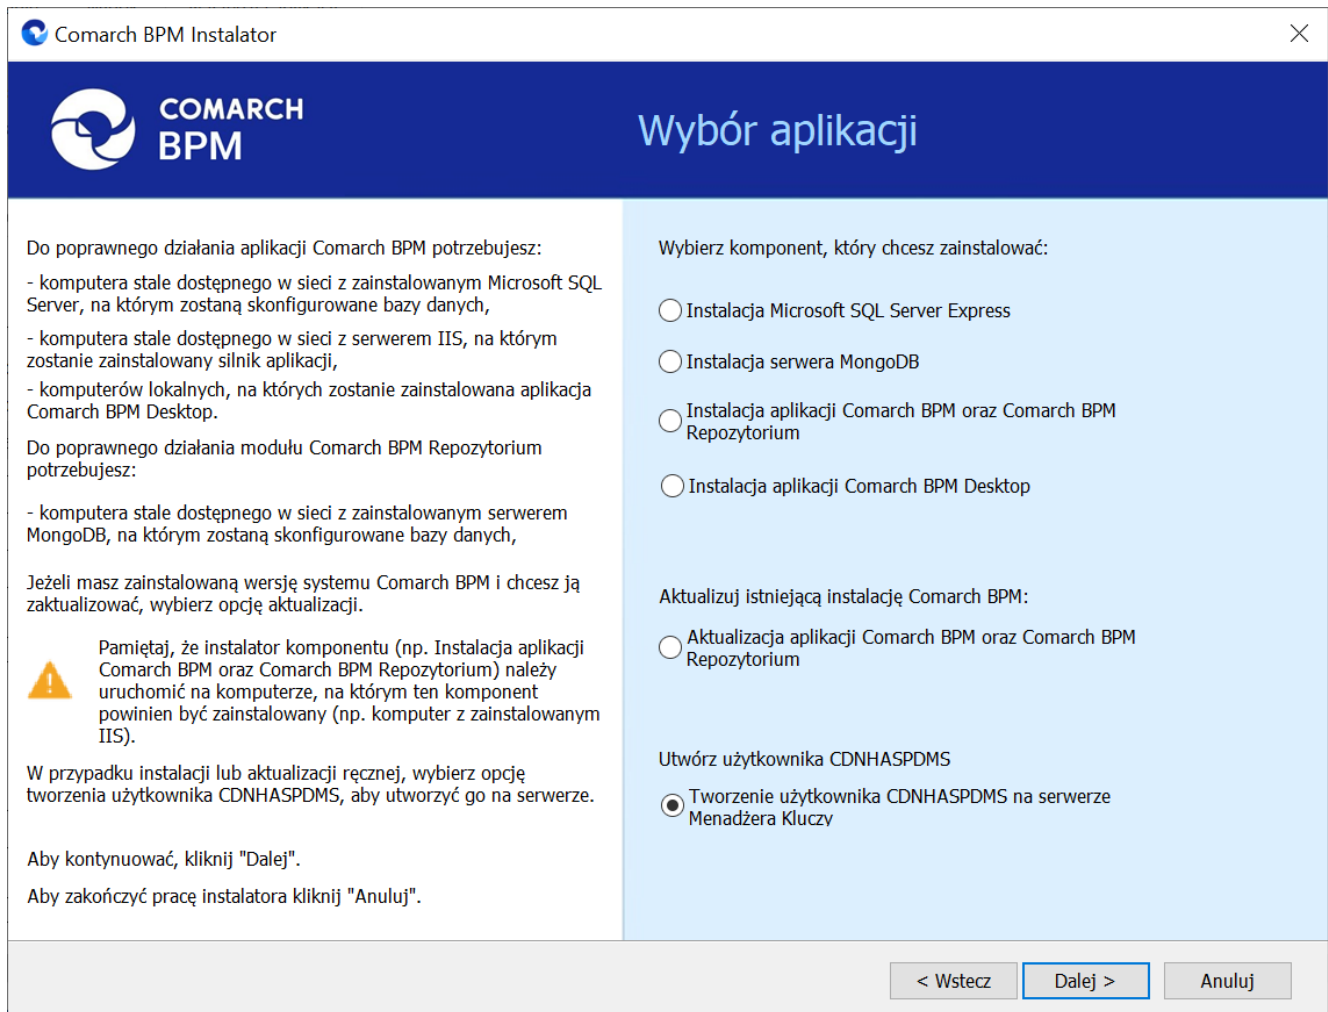 Comarch BPM Instalator
COMARCH
BPM
Wybór aplikacji
Do poprawnego działania aplikacji Comarch BPM potrzebujesz:
- komputera stale dostępnego w sieci z zainstalowanym Microsoft SQL
Server, na którym zostaną skonfigurowane bazy danych,
- komputera stale dostępnego w sieci z serwerem IIS, na którym
zostanie zainstalowany silnik aplikacji,
- komputerów lokalnych, na których zostanie zainstalowana aplikacja
Comarch BPM Desktop.
Do poprawnego działania modułu Comarch BPM Repozytorium
potrzebujesz:
- komputera stale dostępnego w sieci z zainstalowanym serwerem
MongoDB, na którym zostaną skonfigurowane bazy danych,
Jeżeli masz zainstalowaną wersję systemu Comarch BPM i chcesz ją
zaktualizować, wybierz opcję aktualizacji.
Pamiętaj, że instalator komponentu (np. Instalacja aplikacji
Comarch BPM oraz Comarch BPM Repozytorium) należy
uruchomić na komputerze, na którym ten komponent
powinien być zainstalowany (np. komputer z zainstalowanym
IIS).
W przypadku instalacji lub aktualizacji ręcznej, wybierz opcję
tworzenia użytkownika CDNHASPDMS, aby utworzyć go na serwerze.
Aby kontynuować, kliknij "Dalej".
Aby zakończyć pracę instalatora kliknij "Anuluj".
Wybierz komponent, który chcesz zainstalować:
Instalacja Microsoft SQL Server Express
Instalacja serwera MongoDB
Instalacja aplikacji Comarch BPM oraz Comarch BPM
Repozytorium
Instalacja aplikacji Comarch BPM Desktop
Aktualizuj istniejącą instalację Comarch BPM:
Aktualizacja aplikacji Comarch BPM oraz Comarch BPM
Repozytorium
Utwórz użytkownika CDNHASPDMS
Tworzenie użytkownika CDNHASPDMS na serwerze
Menadżera Kluczy
< Wstecz
Dalej >
Anuluj